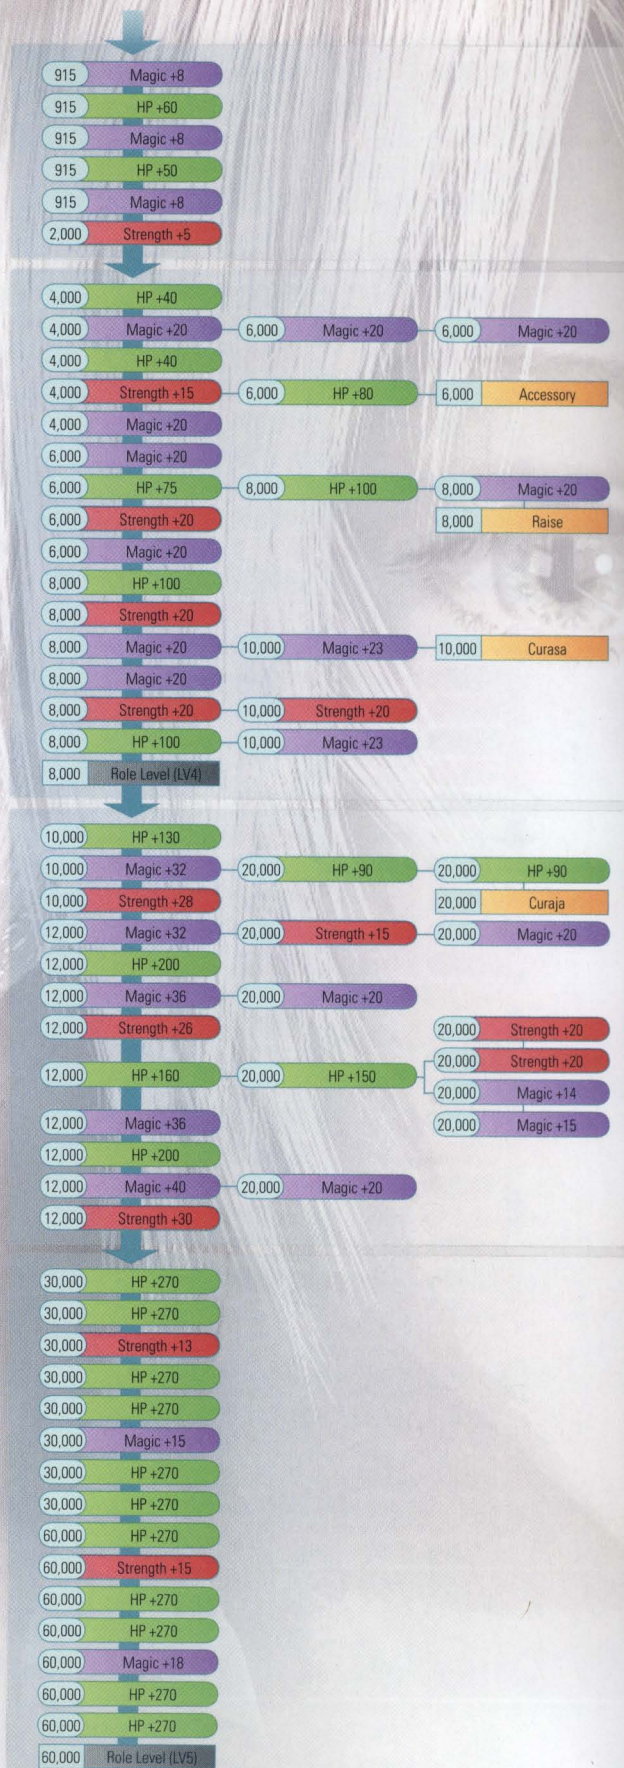 915 Magic +8
915 HP +60
915 Magic +8
915 HP +50
915 Magic +8
2,000 Strength +5
4,000 HP +40
4,000 Magic +20 6,000 Magic +20 6,000 Magic +20
4,000 HP +40
4,000 Strength +15 6,000 HP +80 6,000 Accessory
4,000 Magic +20
6,000 Magic +20
6,000 HP +75 8,000 HP +100 8,000 Magic +20
6,000 Strength +20 8,000 Raise
6,000 Magic +20
8,000 HP +100
8,000 Strength +20
8,000 Magic +20 10,000 Magic +23 10,000 Curasa
8,000 Magic +20
8,000 Strength +20 10,000 Strength +20
8,000 HP +100 10,000 Magic +23
8,000 Role Level (LV4)
10,000 HP +130
10,000 Magic +32 20,000 HP +90 20,000 HP +90
10,000 Strength +28 20,000 Curaja
12,000 Magic +32 20,000 Strength +15 20,000 Magic +20
12,000 HP +200
12,000 Magic +36 20,000 Magic +20
12,000 Strength +26 20,000 Strength +20
20,000 Strength +20
12,000 HP +160 20,000 HP +150
20,000 Magic +14
12,000 Magic +36 20,000 Magic +15
12,000 HP +200
12,000 Magic +40 20,000 Magic +20
12,000 Strength +30
30,000 HP +270
30,000 HP +270
30,000 Strength +13
30,000 HP +270
30,000 HP +270
30,000 Magic +15
30,000 HP +270
30,000 HP +270
60,000 HP +270
60,000 Strength +15
60,000 HP +270
60,000 HP +270
60,000 Magic +18
60,000 HP +270
60,000 HP +270
60,000 Role Level (LV5)